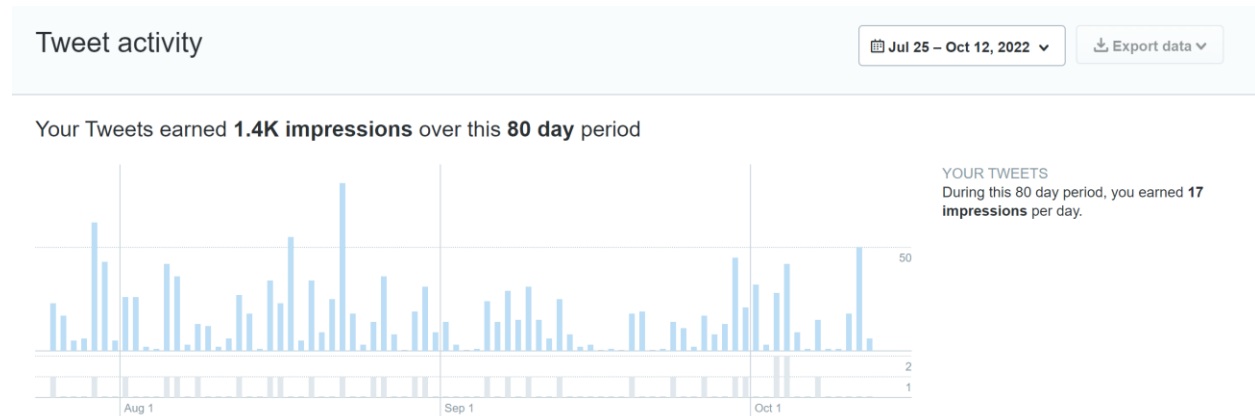 Tweet activity
Jul 25 – Oct 12, 2022
Export data
Your Tweets earned 1.4K impressions over this 80 day period
YOUR TWEETS
During this 80 day period, you earned 17
impressions per day.
50
2
1
Aug 1
Sep 1
Oct 1